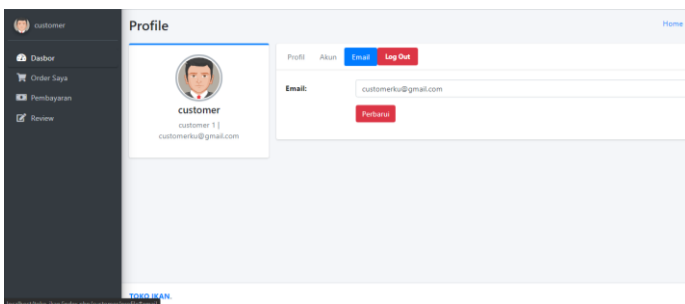 customer
Dasbor
Order Saya
Pembayaran
Review
Profile
Home
customer
customer 1 |
customerku@gmail.com
Profil Akun Email Log Out
Email: customerku@gmail.com
Perbarui
TOKO IKAN.